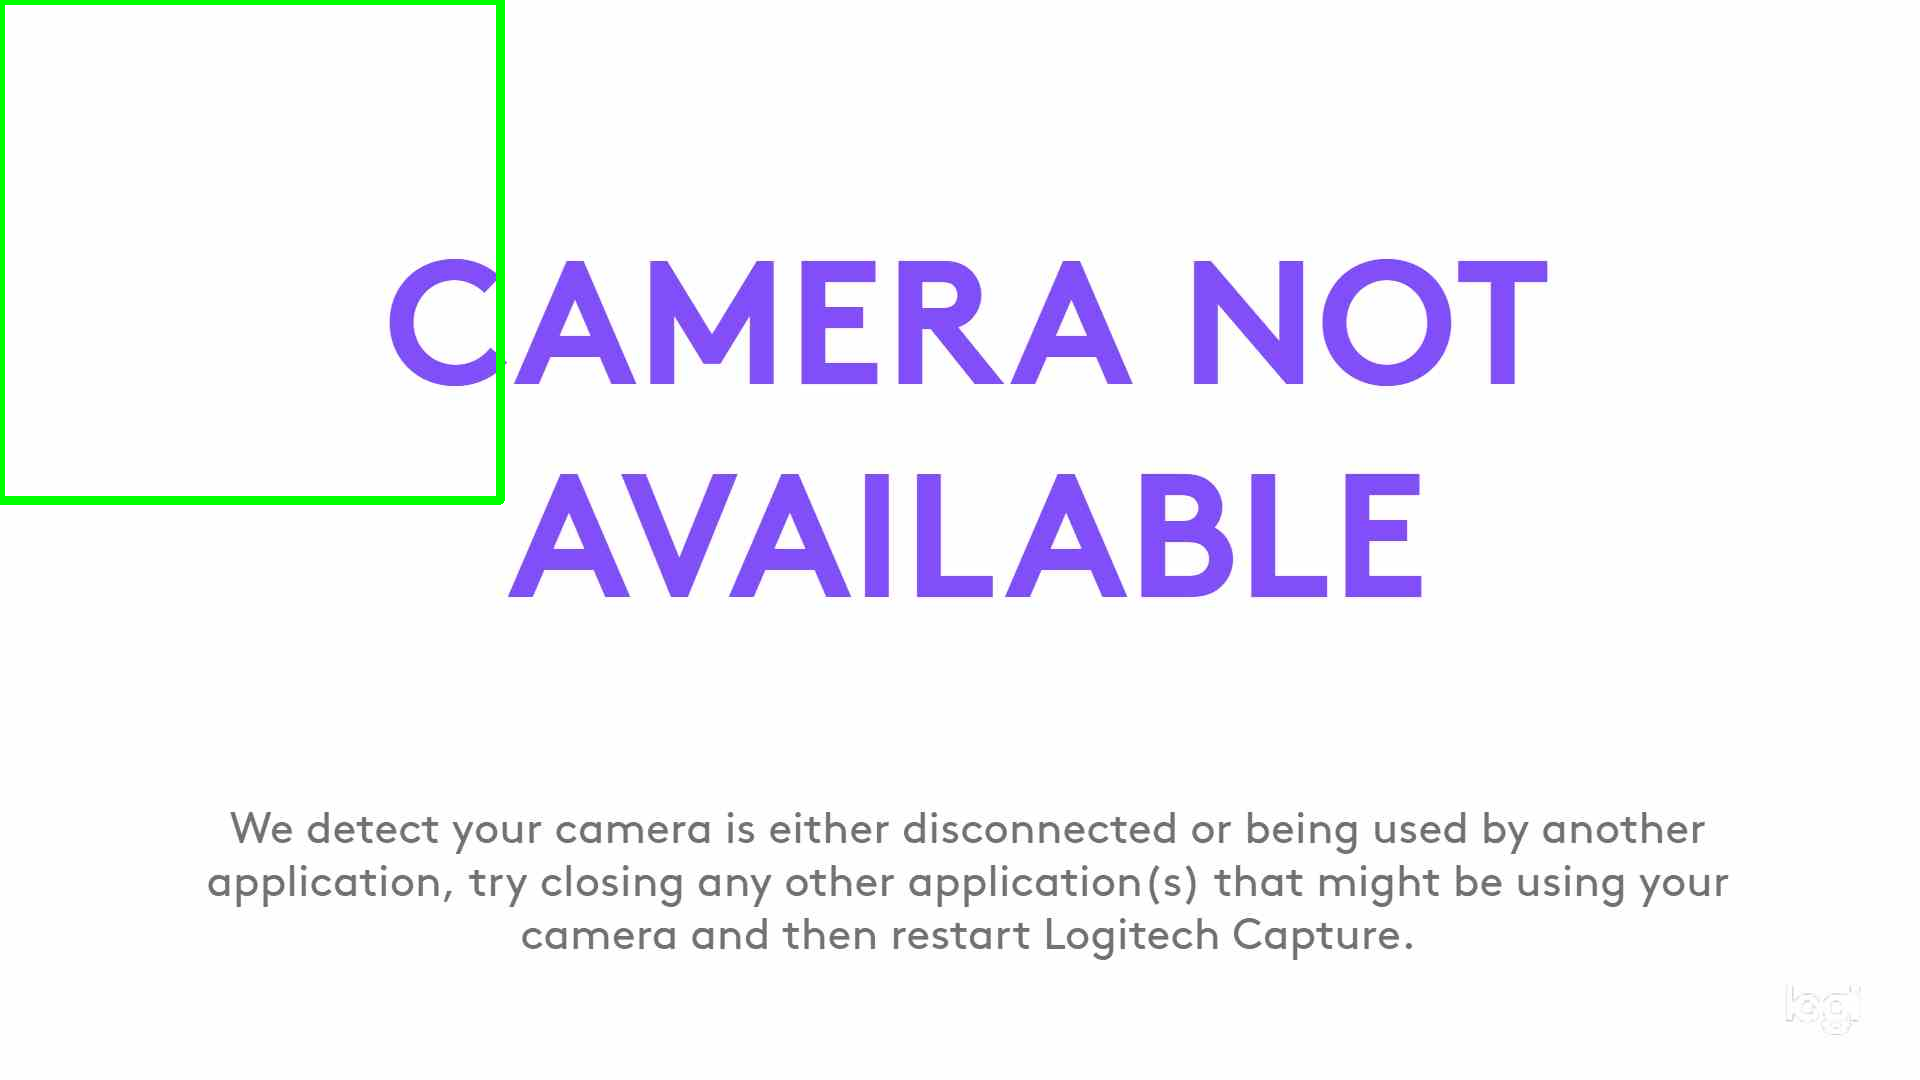 CAMERA NOT
AVAILABLE
We detect your camera is either disconnected or being used by another
application, try closing any other application(s) that might be using your
camera and then restart Logitech Capture.
logi